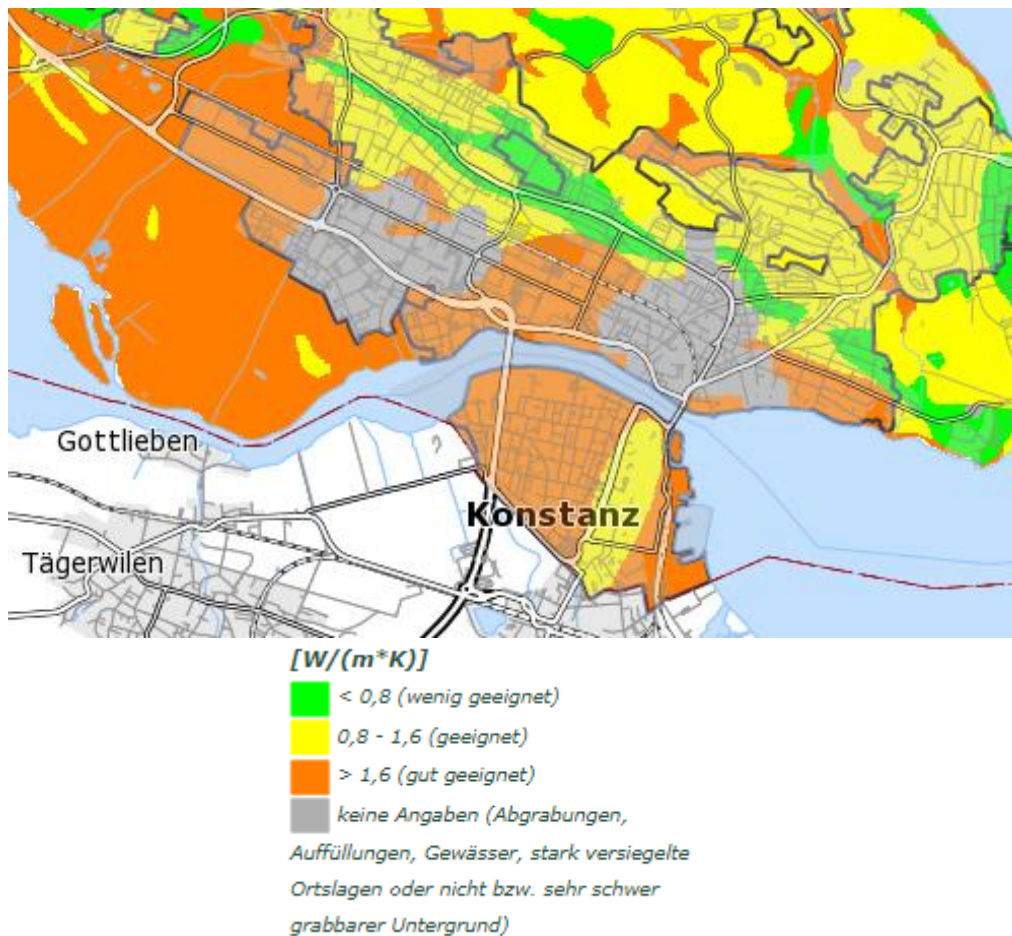 Gottlieben
Konstanz
Tägerwilen
[W/(m*K)]
< 0,8 (wenig geeignet)
0,8 - 1,6 (geeignet)
> 1,6 (gut geeignet)
keine Angaben (Abgrabungen,
Auffüllungen, Gewässer, stark versiegelte
Ortslagen oder nicht bzw. sehr schwer
grabbarer Untergrund)